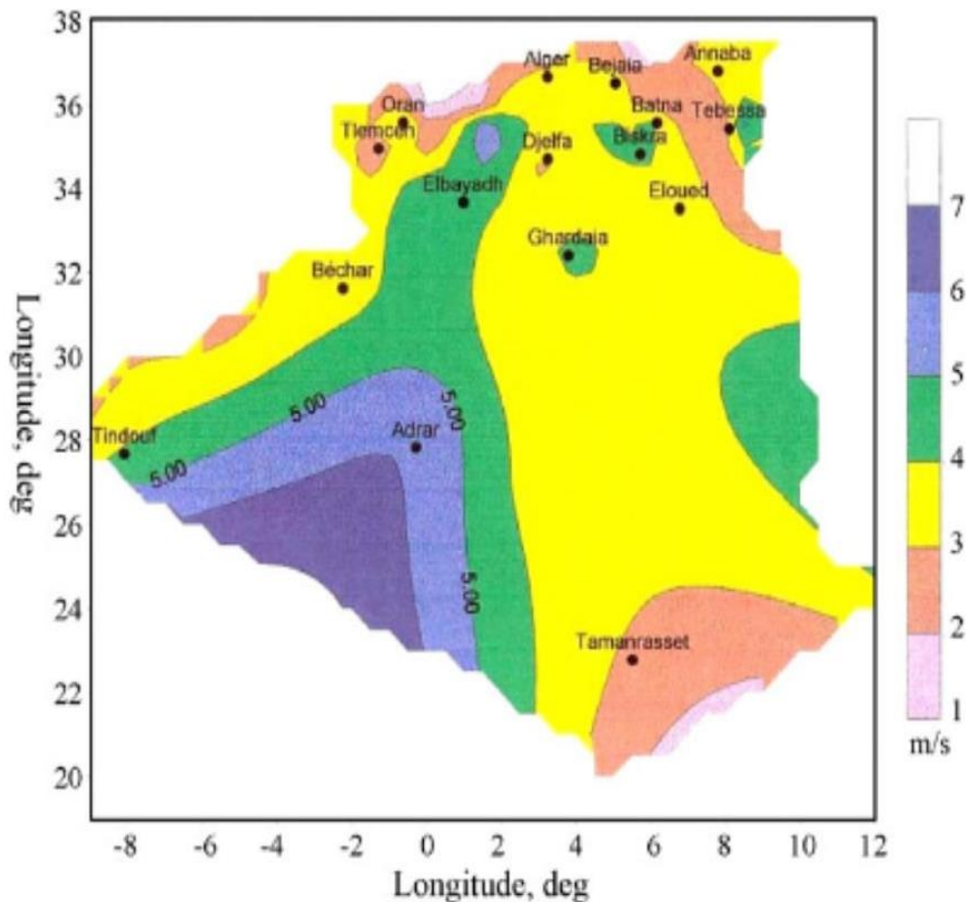 38
36
34
32
30
28
26
24
22
20
Longitude, deg
Alger
Bejaia
Annaba
Oran
Batna
Tebessa
Tlemcen
Djelfa
Biskra
Elbayadh
Eloued
Ghardaia
Béchar
5.00
5.00
Tindouf
Adrar
5.00
5.00
Tamanrasset
7
6
5
4
3
2
1
m/s
-8 -6 -4 -2 0 2 4 6 8 10 12
Longitude, deg